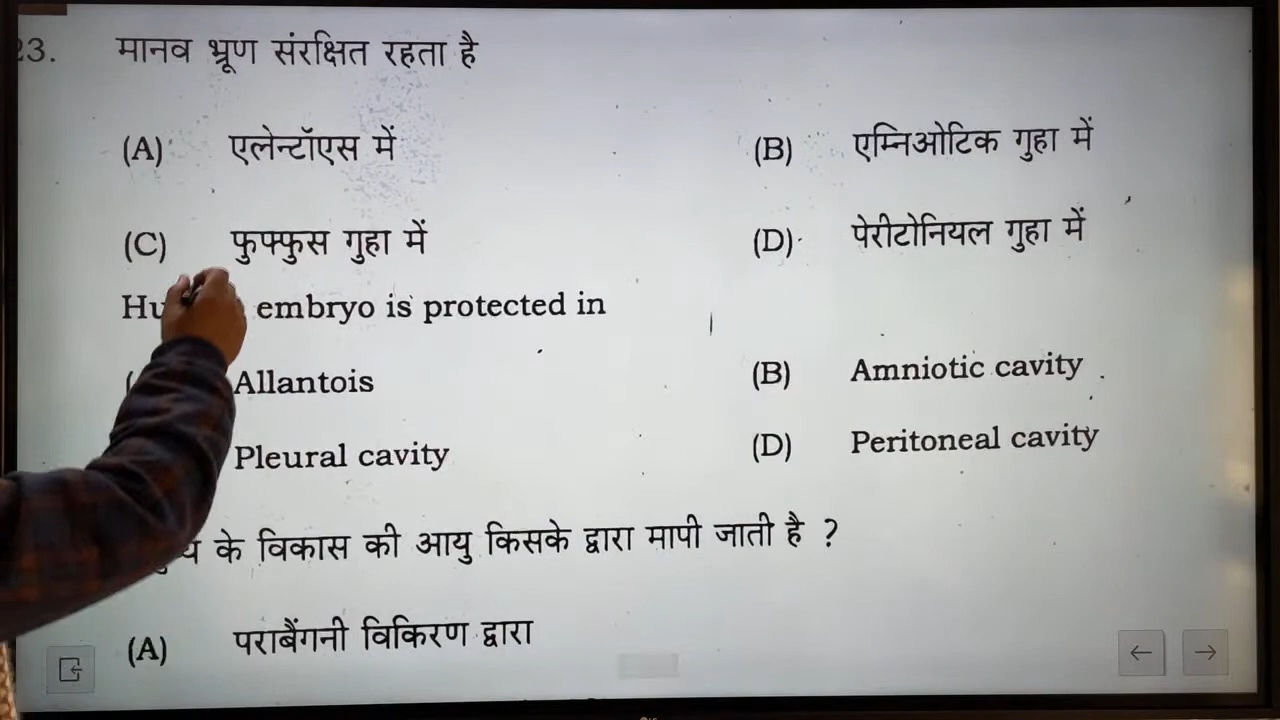 23. मानव भ्रूण संरक्षित रहता है
(A) एलेन्टॉएस में (B) एम्निओटिक गुहा में
(C) फुफ्फुस गुहा में (D) पेरीटोनियल गुहा में
embryo is protected in
Allantois (B) Amniotic cavity
Pleural cavity (D) Peritoneal cavity
के विकास की आयु किसके द्वारा मापी जाती है ?
(A) पराबैंगनी विकिरण द्वारा